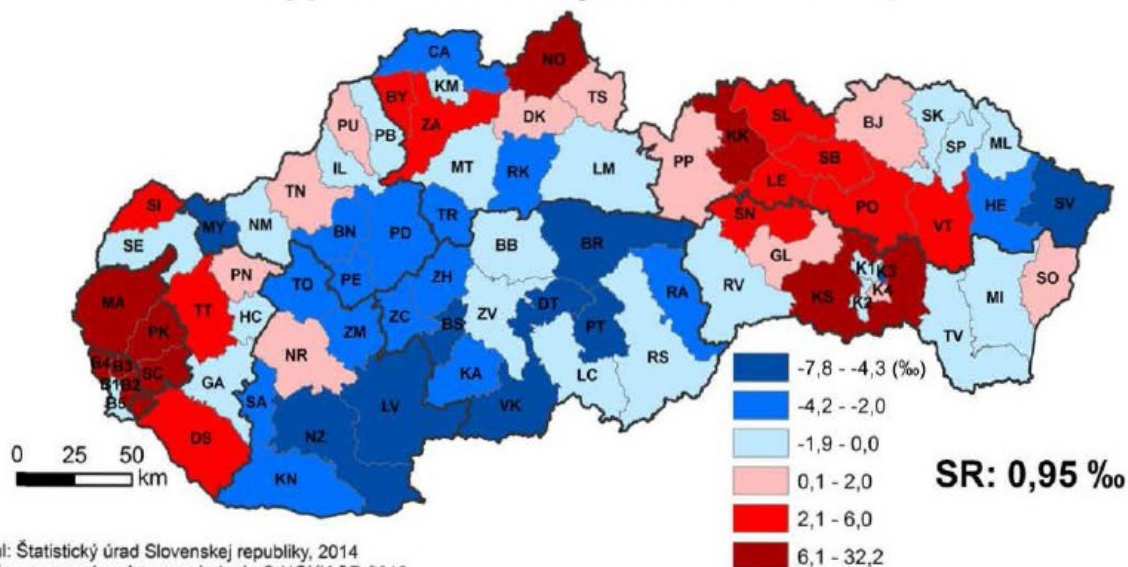 CA
NO
KM
BY
TS
PU
PB
ZA
DK
SL
BJ
SK
KK
SP
ML
IL
MT
RK
LM
PP
SB
TN
LE
SI
PO
HE
SV
MY
NM
TR
SN
VT
SE
BN
PD
BB
BR
GL
K1
K3
SO
PN
TO
PE
ZH
RA
RV
KS
K4
MA
K2
MI
TT
HC
ZC
DT
TV
PK
ZM
BS
ZV
PT
NR
RS
B4 B3
SC
B1B2
GA
KA
LC
B5
SA
LV
VK
DS
NZ
KN
0 25 50
km
-7,8 - -4,3 (‰)
-4,2 - -2,0
-1,9 - 0,0
0,1 - 2,0
2,1 - 6,0
6,1 - 32,2
SR: 0,95 ‰
l: Štatistický úrad Slovenskej republiky, 2014